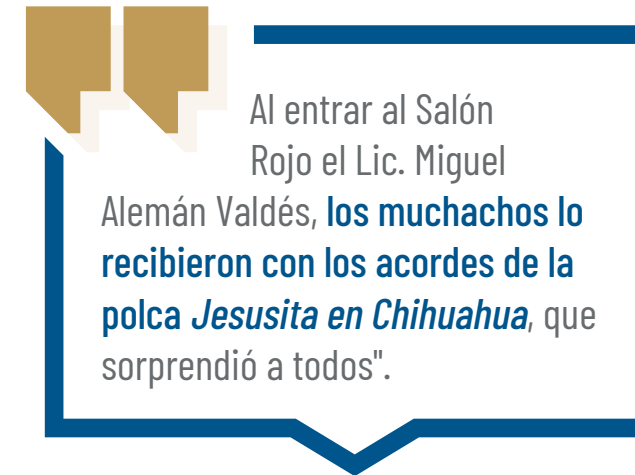 Al entrar al Salón
Rojo el Lic. Miguel
Alemán Valdés, los muchachos lo
recibieron con los acordes de la
polca Jesusita en Chihuahua, que
sorprendió a todos".